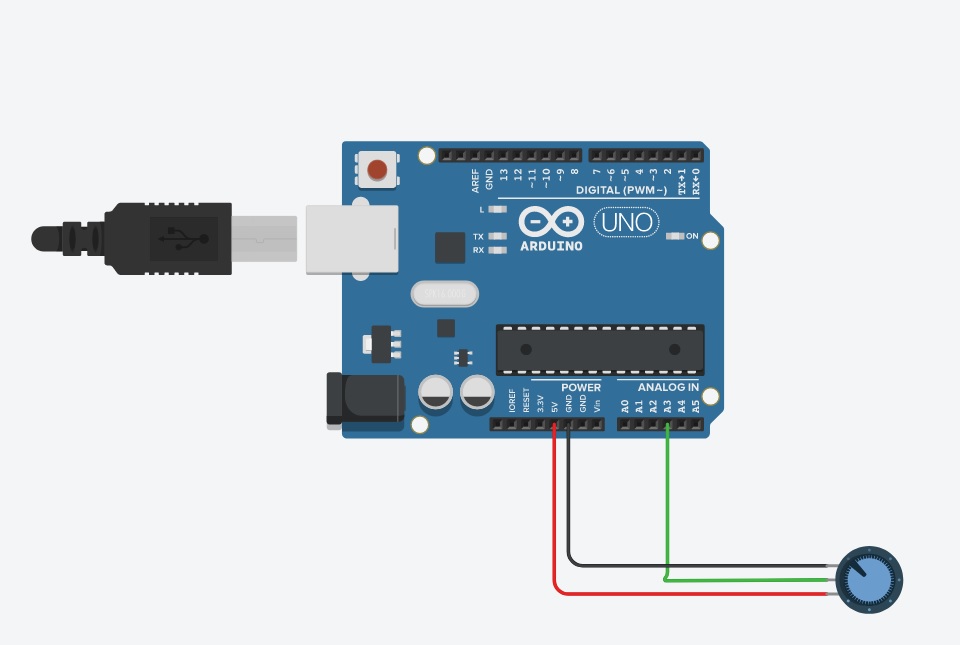 AREF
GND
13
12
~11
~10
~9
8
7
~6
~5
4
~3
2
TX→1
RX←0
DIGITAL (PWM~)
L
TX
RX
ARDUINO
UNO
ON
POWER
ANALOG IN
IOREF
RESET
3.3V
5V
GND
GND
Vin
A0
A1
A2
A3
A4
A5